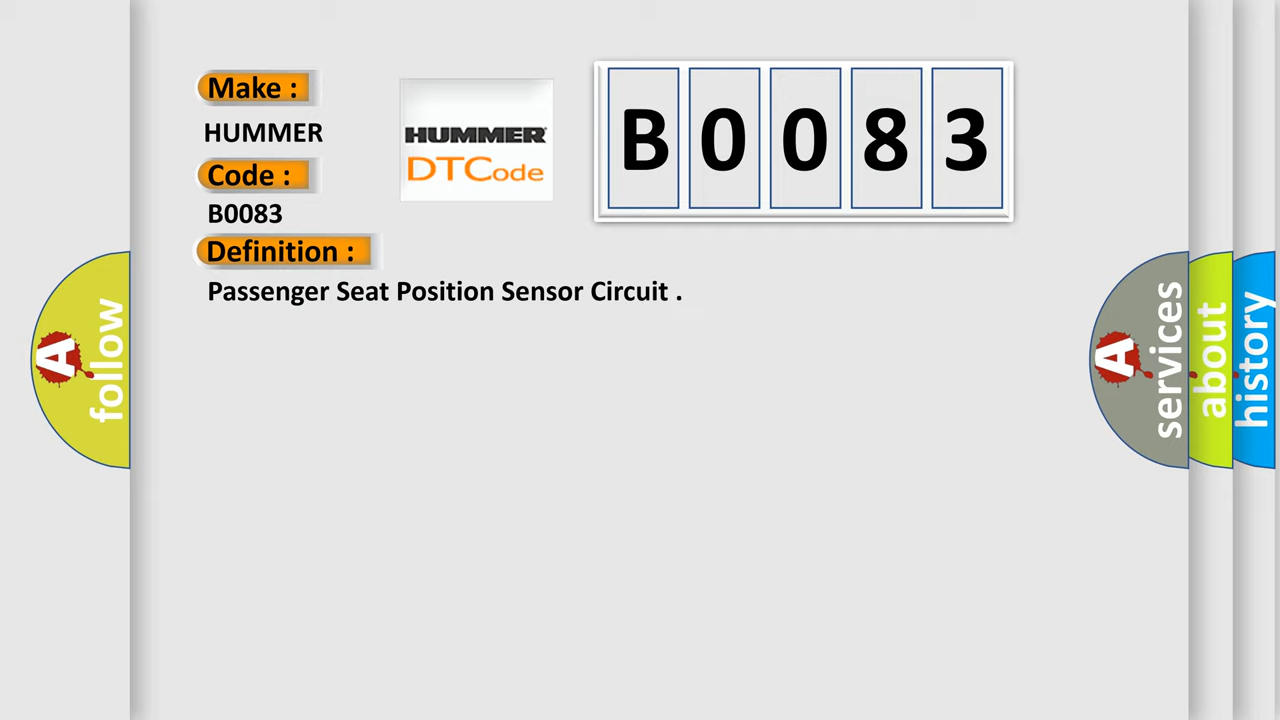 Make :
HUMMER
Code :
B0083
Definition :
Passenger Seat Position Sensor Circuit .
HUMMER
DTCode
B0083
A follow
A services
about
history